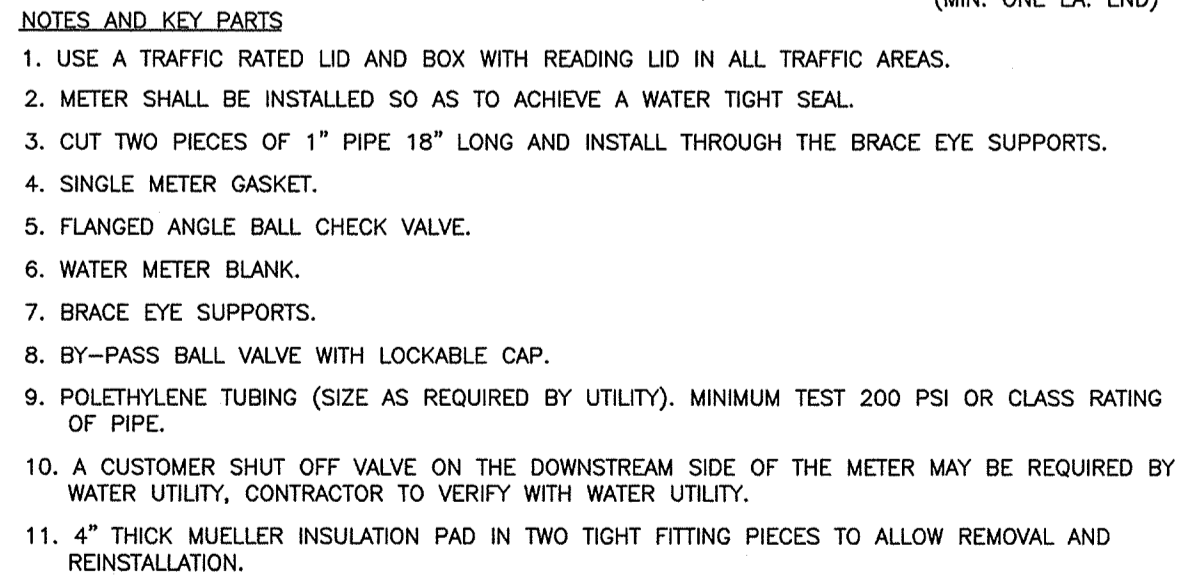 (MIN. ONE EA. END)
NOTES AND KEY PARTS
1. USE A TRAFFIC RATED LID AND BOX WITH READING LID IN ALL TRAFFIC AREAS.
2. METER SHALL BE INSTALLED SO AS TO ACHIEVE A WATER TIGHT SEAL.
3. CUT TWO PIECES OF 1" PIPE 18" LONG AND INSTALL THROUGH THE BRACE EYE SUPPORTS.
4. SINGLE METER GASKET.
5. FLANGED ANGLE BALL CHECK VALVE.
6. WATER METER BLANK.
7. BRACE EYE SUPPORTS.
8. BY-PASS BALL VALVE WITH LOCKABLE CAP.
9. POLETHYLENE TUBING (SIZE AS REQUIRED BY UTILITY). MINIMUM TEST 200 PSI OR CLASS RATING
OF PIPE.
10. A CUSTOMER SHUT OFF VALVE ON THE DOWNSTREAM SIDE OF THE METER MAY BE REQUIRED BY
WATER UTILITY, CONTRACTOR TO VERIFY WITH WATER UTILITY.
11. 4" THICK MUELLER INSULATION PAD IN TWO TIGHT FITTING PIECES TO ALLOW REMOVAL AND
REINSTALLATION.